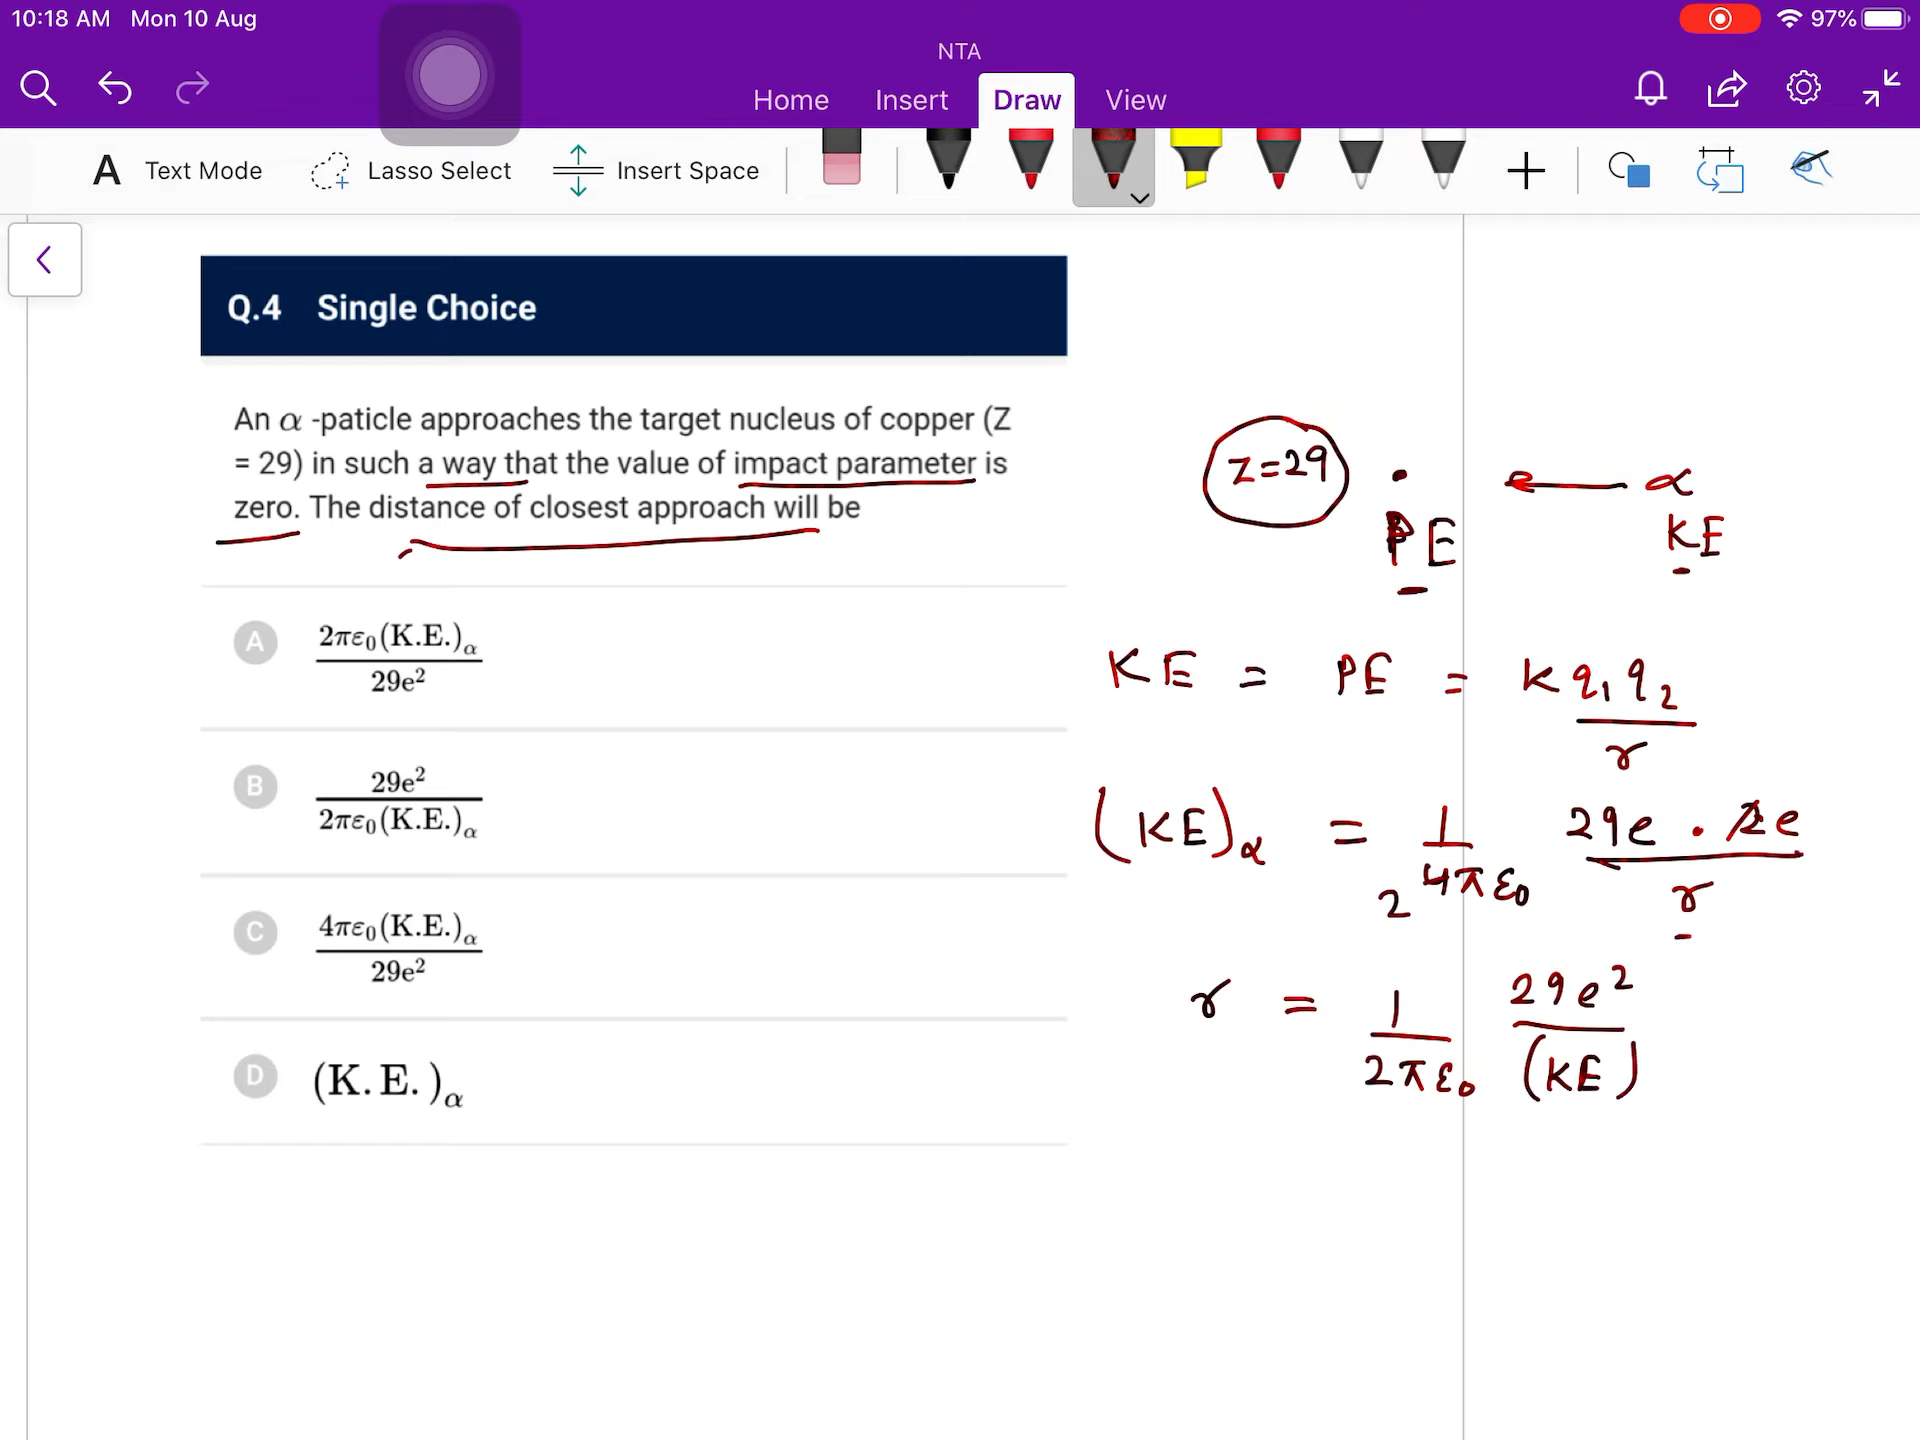 10:18 AM Mon 10 Aug
97%
NTA
Home Insert Draw View
A Text Mode Lasso Select Insert Space
Q.4 Single Choice
An α -paticle approaches the target nucleus of copper (Z
= 29) in such a way that the value of impact parameter is
zero. The distance of closest approach will be
A 2πε₀(K.E.)α
29e²
B 29e²
2πε₀(K.E.)α
C 4πε₀(K.E.)α
29e²
D (K.E.)α
Z=29 α
PE KE
KE = PE = K q₁q₂
r
(KE)α = 1 29e . 2e
2 4πε₀ r
r = 1 29e²
2πε₀ (KE)